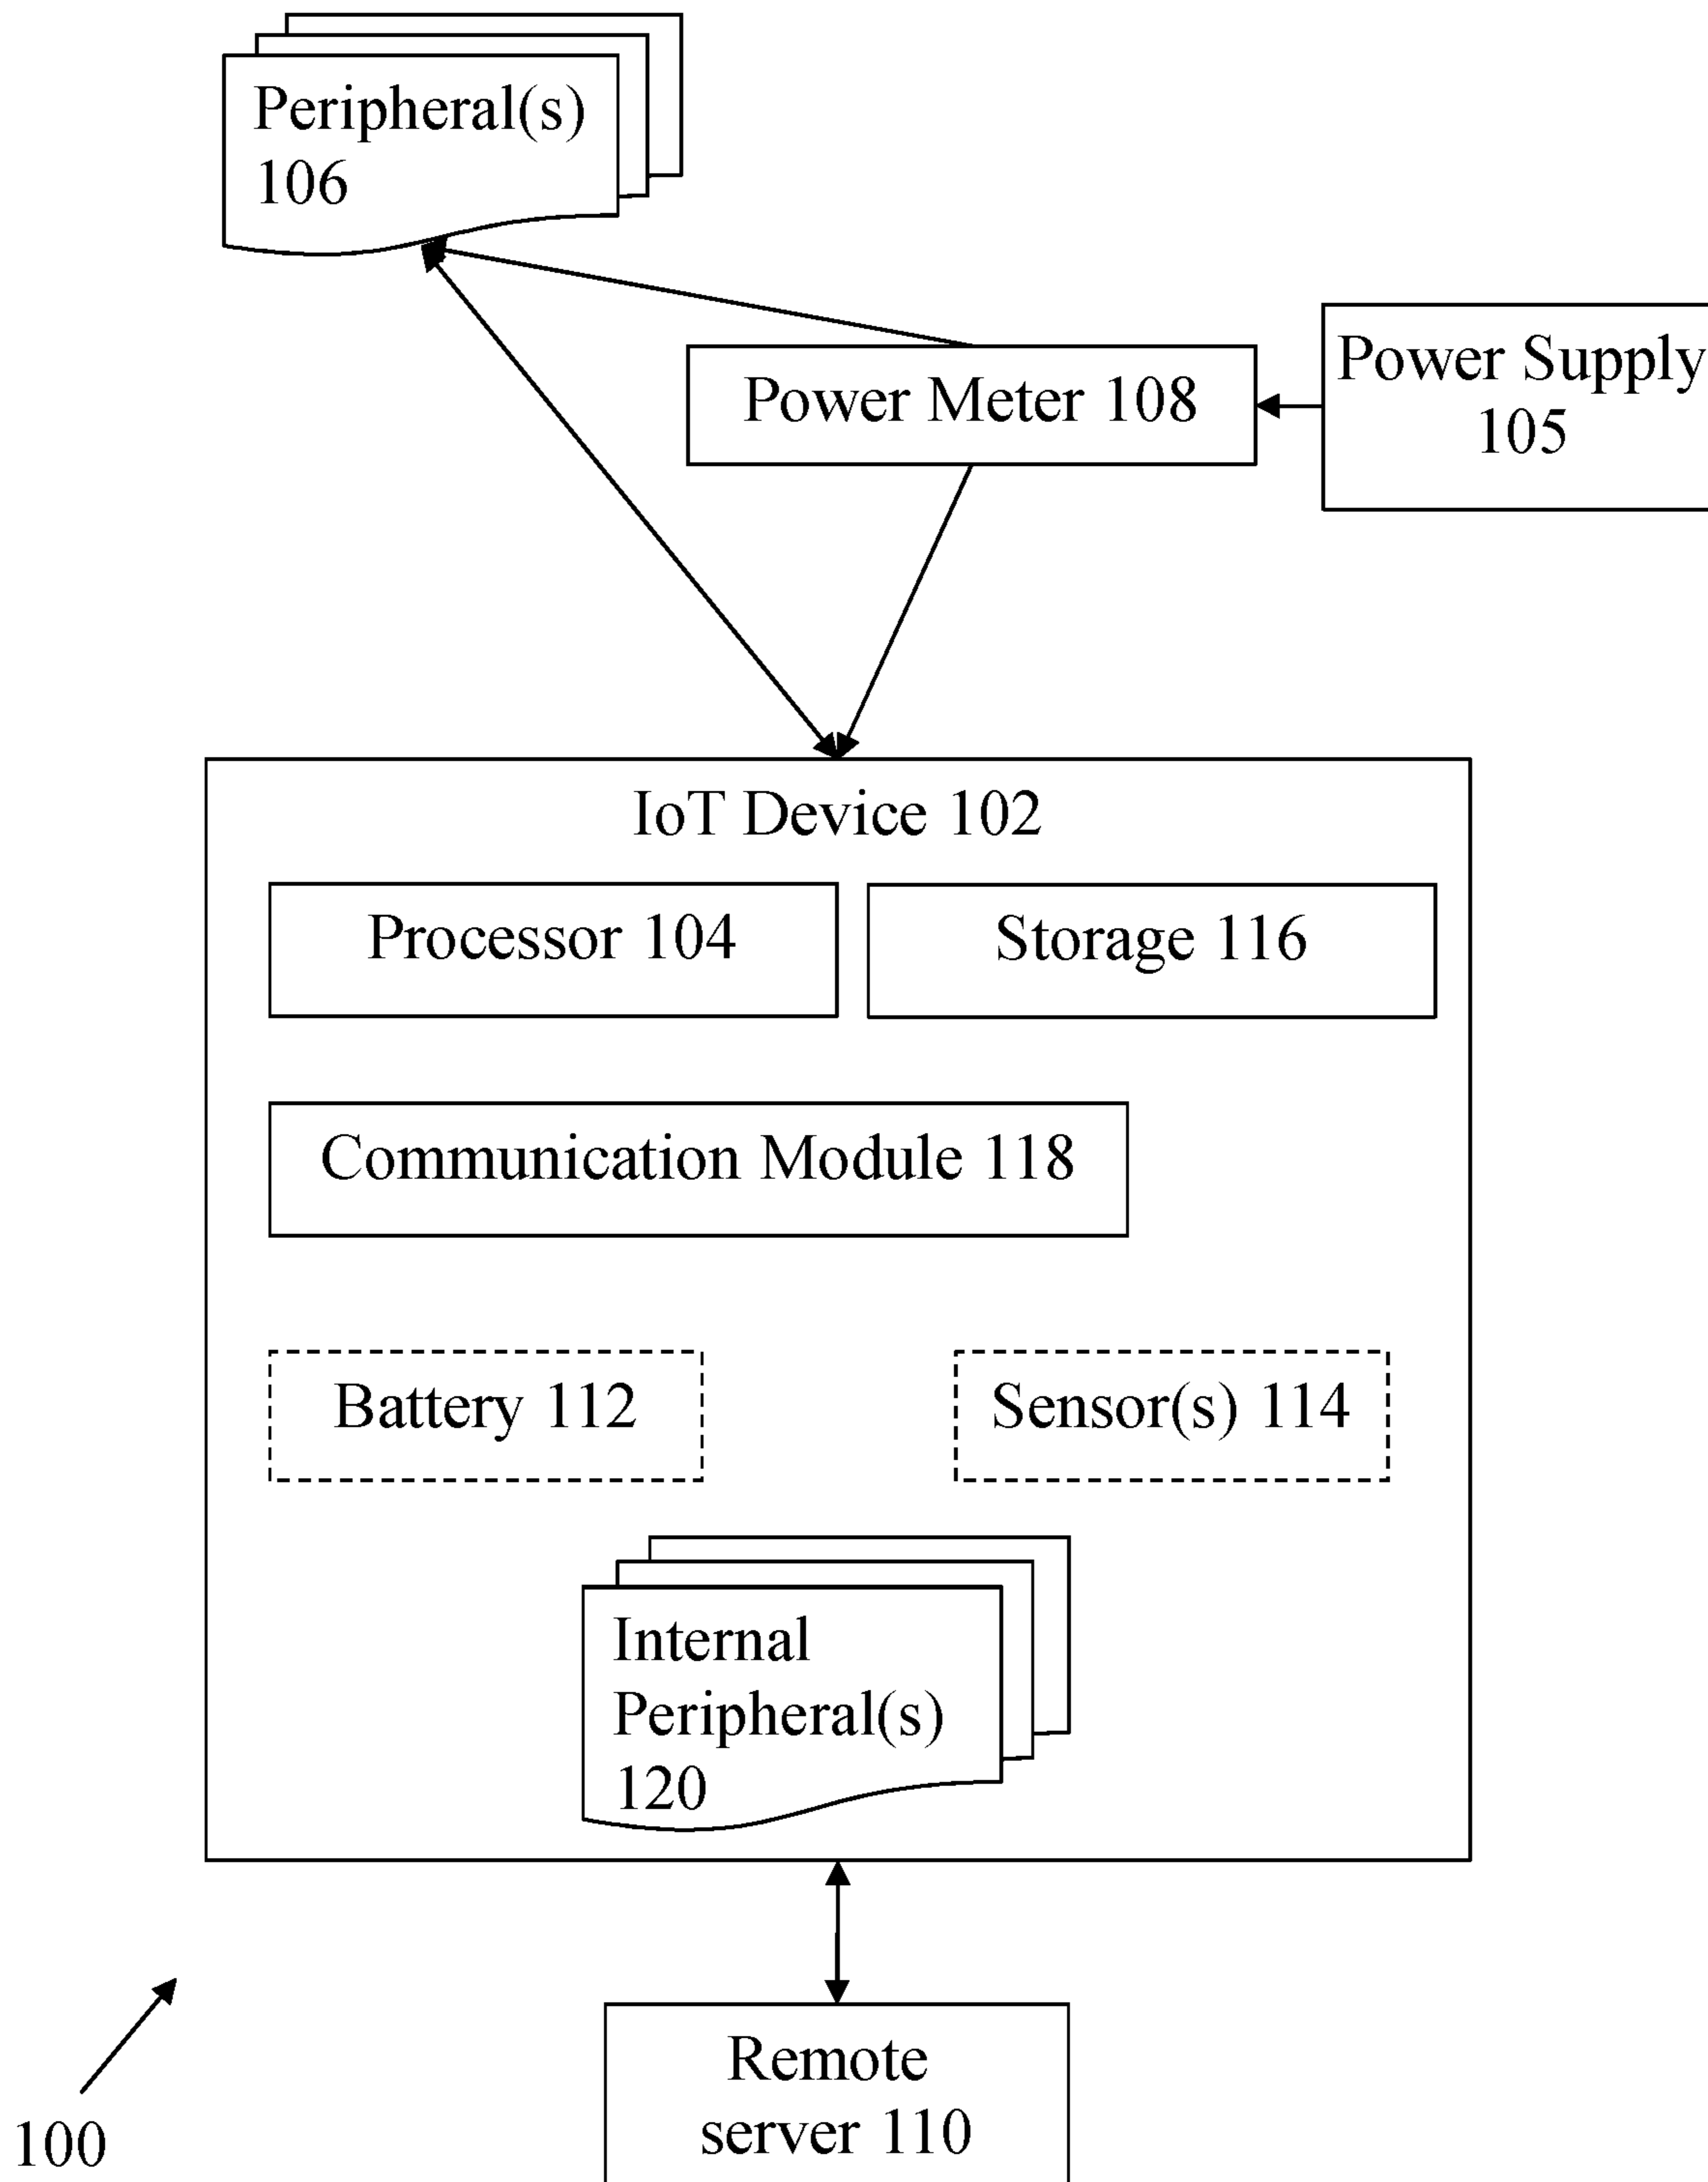 Peripheral(s)
106
Power Meter 108
Power Supply
105
IoT Device 102
Processor 104
Storage 116
Communication Module 118
Battery 112
Sensor(s) 114
Internal
Peripheral(s)
120
Remote
server 110
100